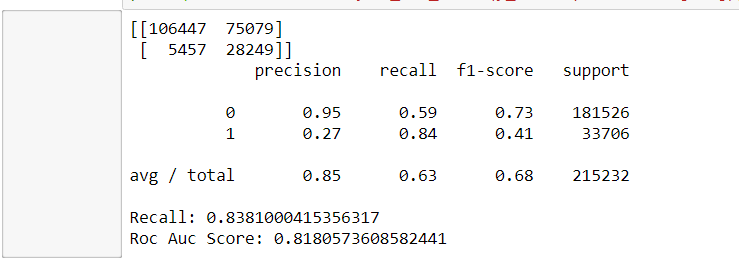 [[106447 75079]
[ 5457 28249]]
precision recall f1-score support
0 0.95 0.59 0.73 181526
1 0.27 0.84 0.41 33706
avg / total 0.85 0.63 0.68 215232
Recall: 0.8381000415356317
Roc Auc Score: 0.8180573608582441